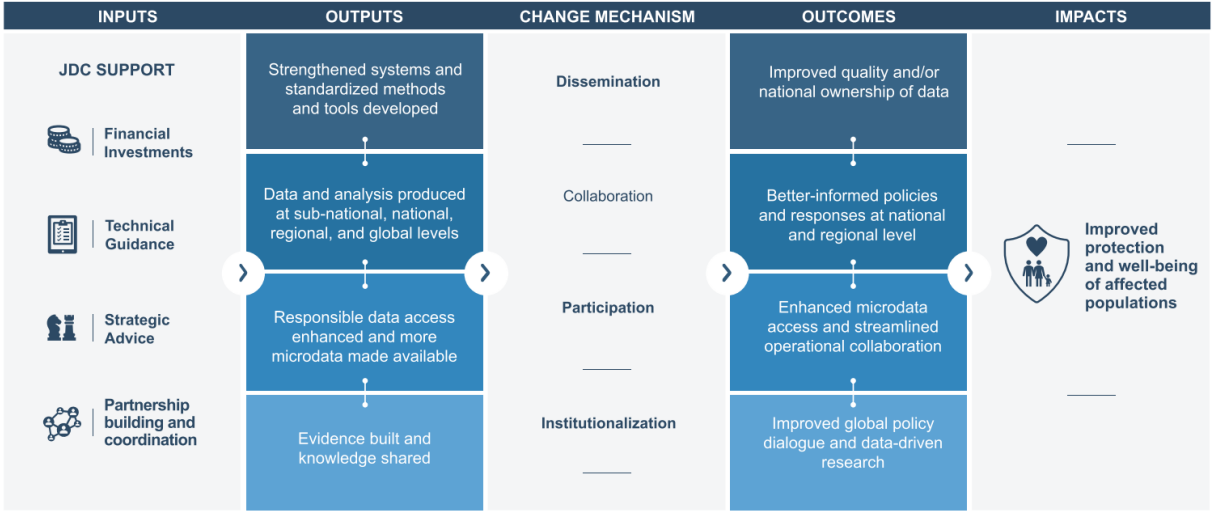 INPUTS
OUTPUTS
CHANGE MECHANISM
OUTCOMES
IMPACTS
JDC SUPPORT
Financial
Investments
Technical
Guidance
Strategic
Advice
Partnership
building and
coordination
Strengthened systems and
standardized methods
and tools developed
Data and analysis produced
at sub-national, national,
regional, and global levels
Responsible data access
enhanced and more
microdata made available
Evidence built and
knowledge shared
Dissemination
Collaboration
Participation
Institutionalization
Improved quality and/or
national ownership of data
Better-informed policies
and responses at national
and regional level
Enhanced microdata
access and streamlined
operational collaboration
Improved global policy
dialogue and data-driven
research
Improved
protection
and well-being
of affected
populations